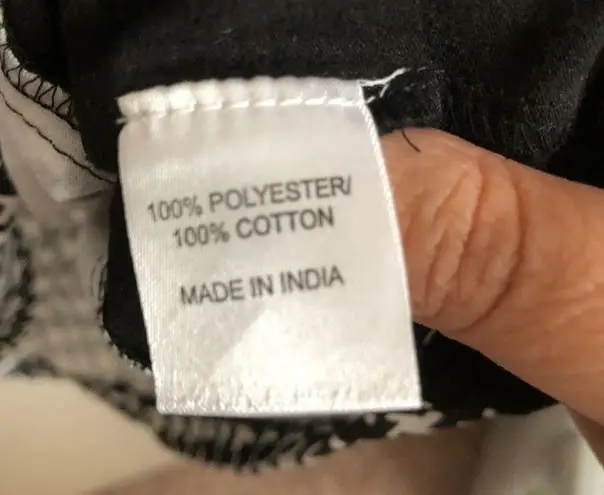 100% POLYESTER/
100% COTTON
MADE IN INDIA